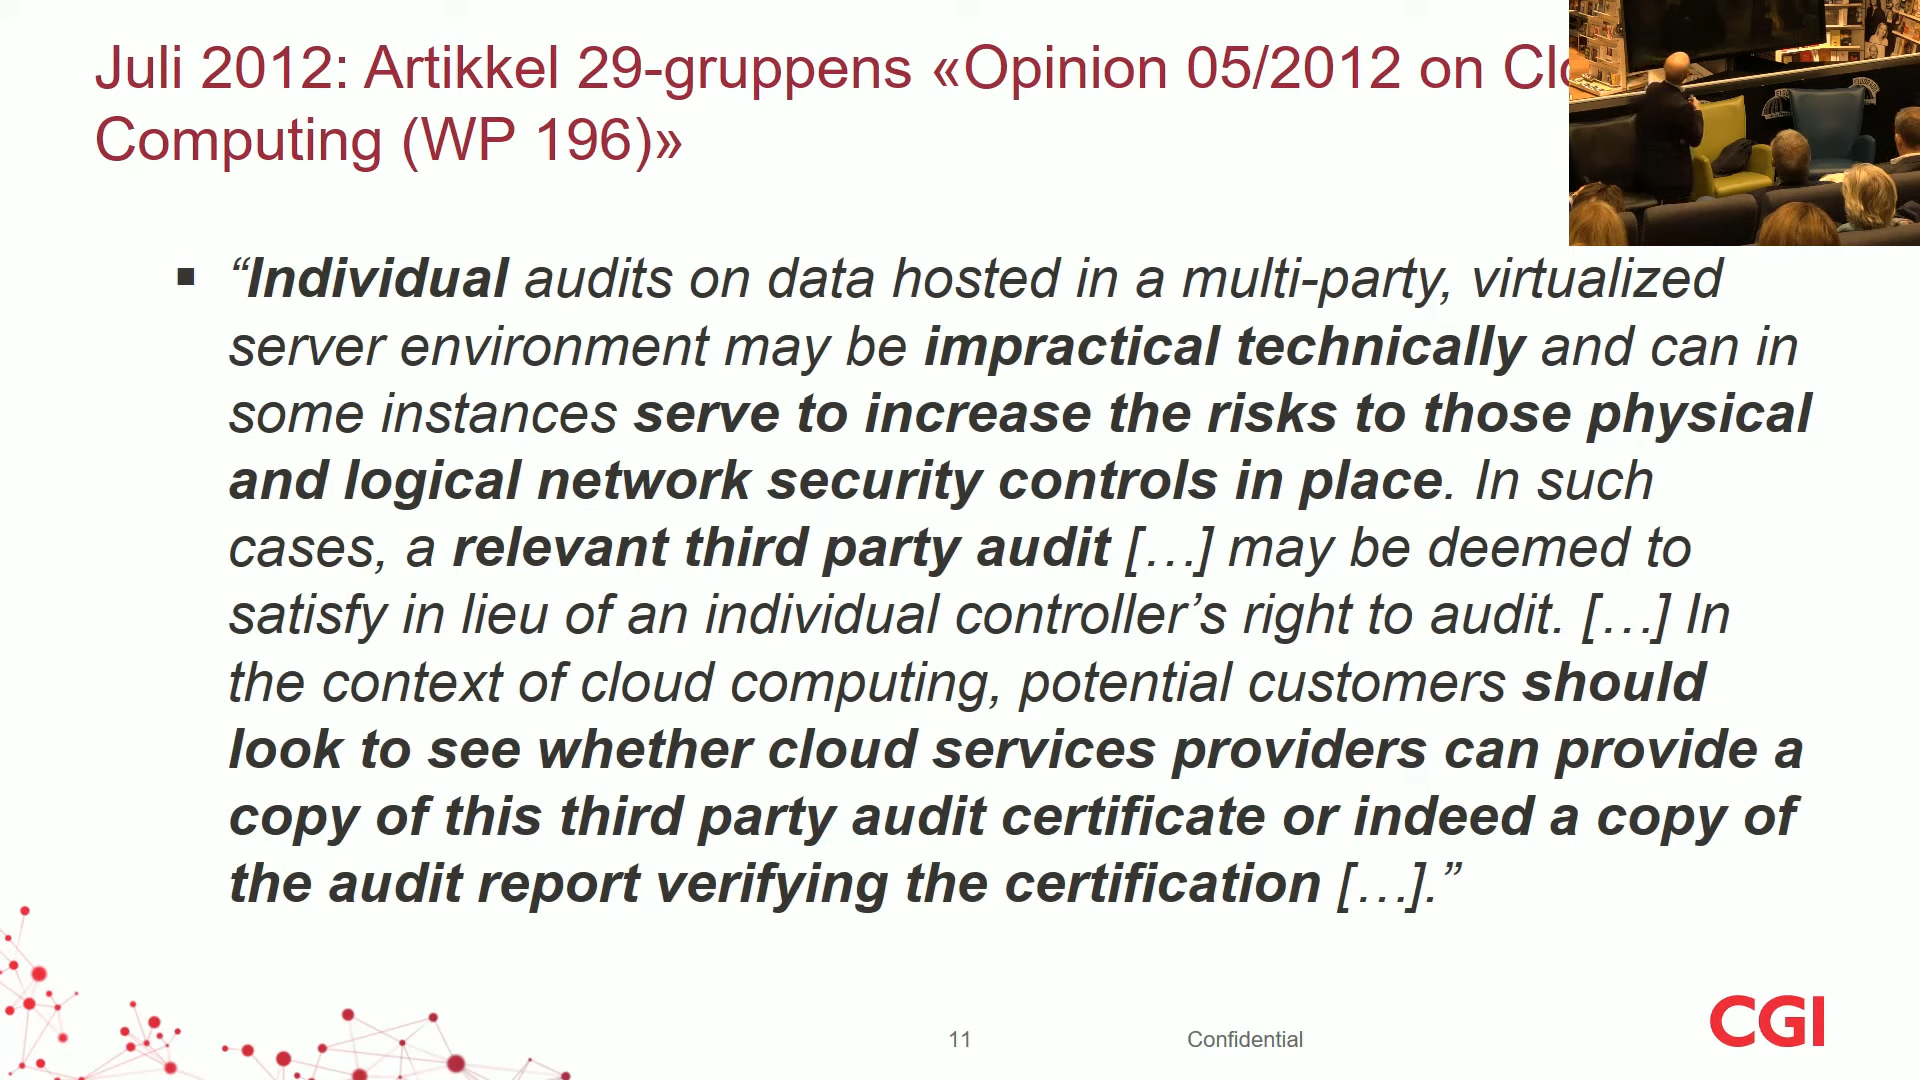 Juli 2012: Artikkel 29-gruppens «Opinion 05/2012 on
Computing (WP 196)»
▪ “Individual audits on data hosted in a multi-party, virtualized
server environment may be impractical technically and can in
some instances serve to increase the risks to those physical
and logical network security controls in place. In such
cases, a relevant third party audit […] may be deemed to
satisfy in lieu of an individual controller’s right to audit. […] In
the context of cloud computing, potential customers should
look to see whether cloud services providers can provide a
copy of this third party audit certificate or indeed a copy of
the audit report verifying the certification […].”
11
Confidential
CGI